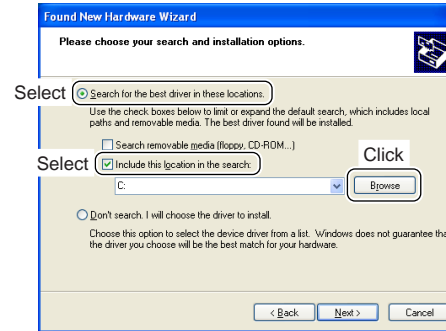 Found New Hardware Wizard
Please choose your search and installation options.
Select
Search for the best driver in these locations.
Use the check boxes below to limit or expand the default search, which includes local
paths and removable media. The best driver found will be installed.
Search removable media (floppy, CD-ROM...)
Click
Select
Include this location in the search:
C:
Browse
Don't search. I will choose the driver to install.
Choose this option to select the device driver from a list. Windows does not guarantee tha
the driver you choose will be the best match for your hardware.
< Back
Next >
Cancel